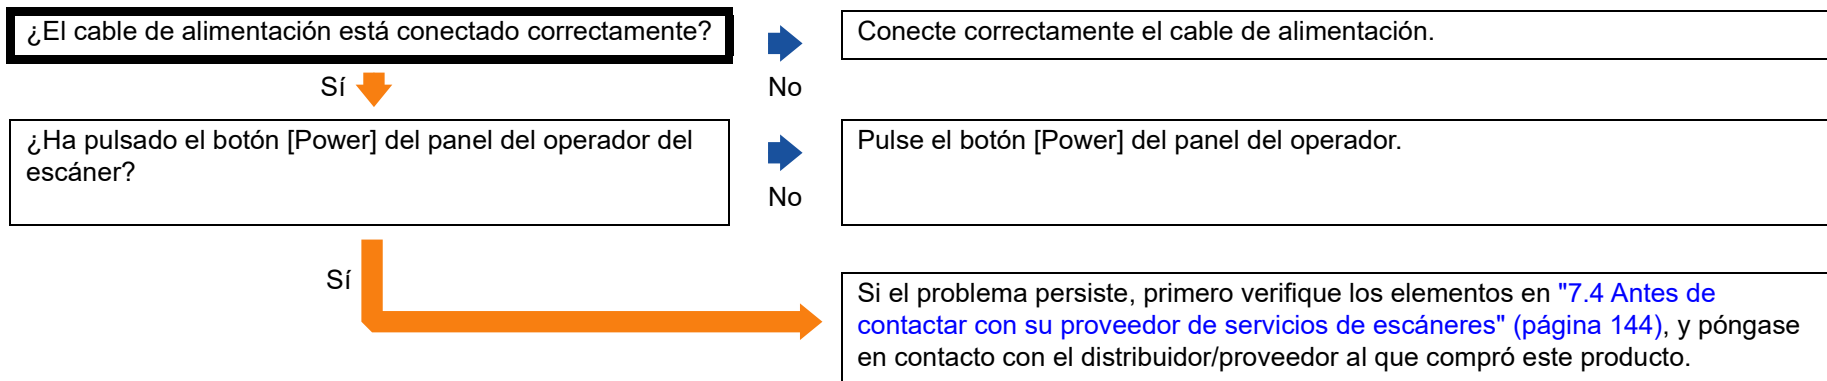 ¿El cable de alimentación está conectado correctamente?
Conecte correctamente el cable de alimentación.
Sí
No
¿Ha pulsado el botón [Power] del panel del operador del
escáner?
Pulse el botón [Power] del panel del operador.
No
Sí
Si el problema persiste, primero verifique los elementos en "7.4 Antes de
contactar con su proveedor de servicios de escáneres" (página 144), y póngase
en contacto con el distribuidor/proveedor al que compró este producto.